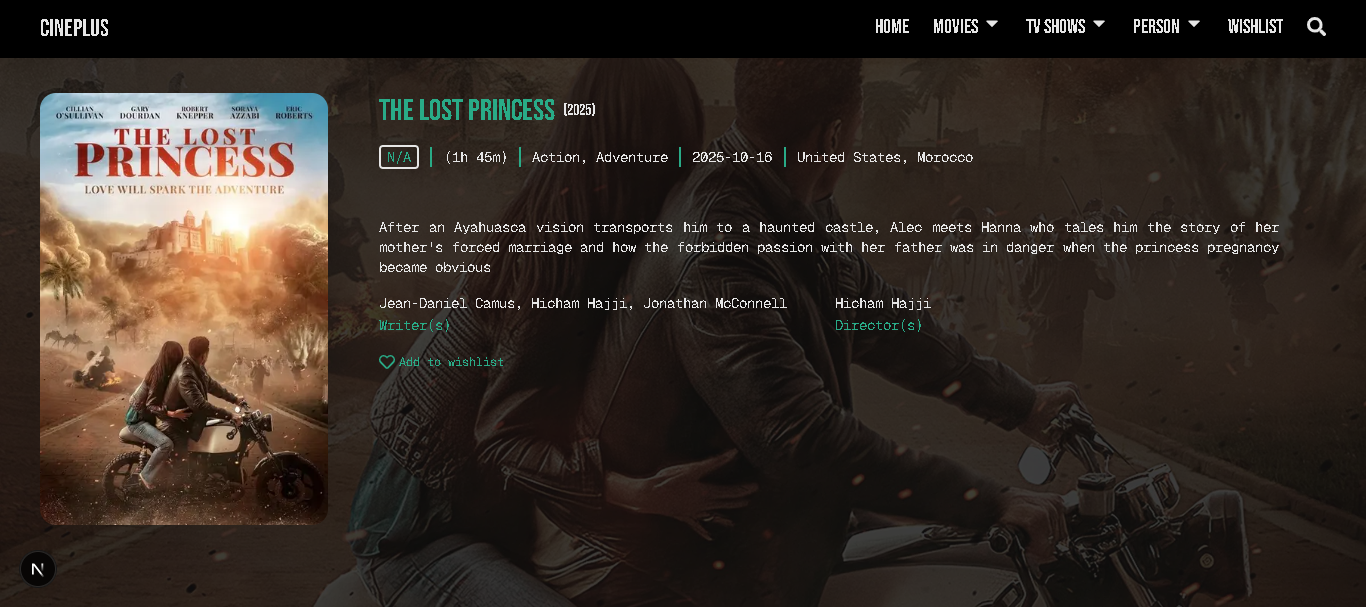 CINEPLUS
HOME MOVIES TV SHOWS PERSON WISHLIST
CILLIAN O'SULLIVAN GARY DOURDAN ROBERT KNEPPER SORAYA AZZABI ERIC ROBERTS
THE LOST
PRINCESS
LOVE WILL SPARK THE ADVENTURE
THE LOST PRINCESS (2025)
N/A (1h 45m) Action, Adventure 2025-10-16 United States, Morocco
After an Ayahuasca vision transports him to a haunted castle, Alec meets Hanna who tales him the story of her
mother's forced marriage and how the forbidden passion with her father was in danger when the princess pregnancy
became obvious
Jean-Daniel Camus, Hicham Hajji, Jonathan McConnell Hicham Hajji
Writer(s) Director(s)
Add to wishlist
N